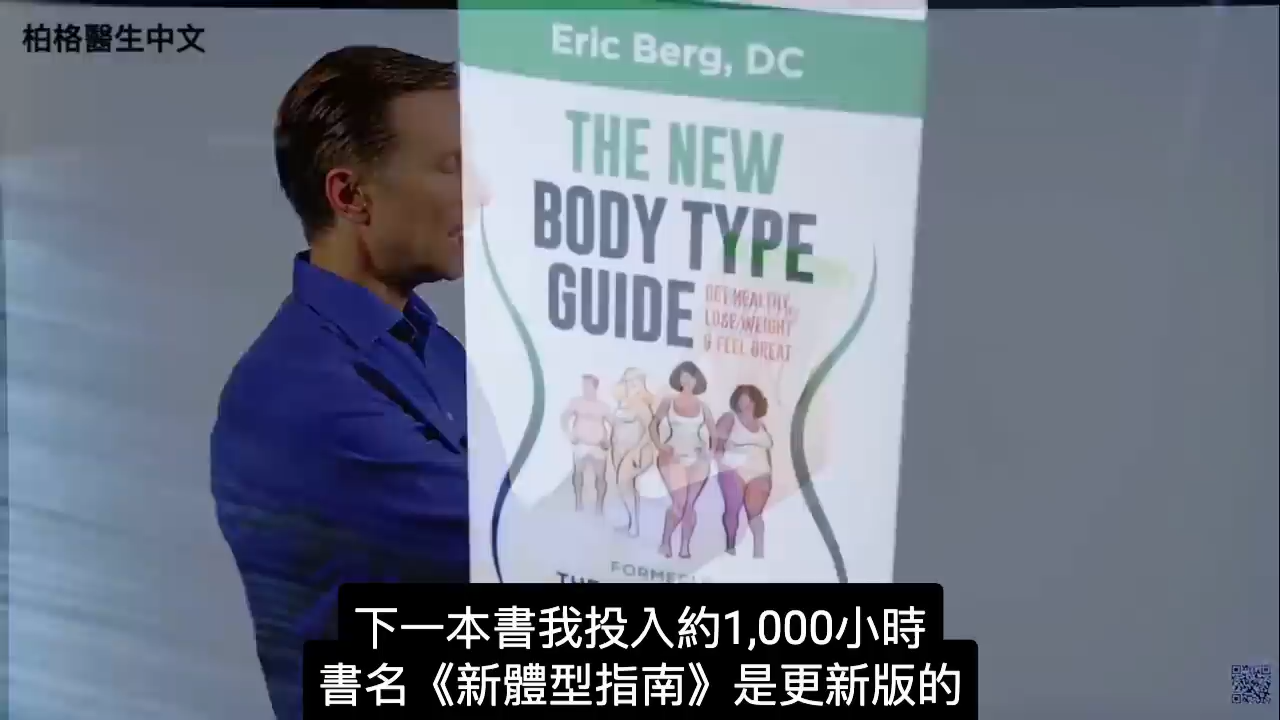 柏格醫生中文
Eric Berg, DC
THE NEW
BODY TYPE
GUIDE
GET HEALTHY,
LOSE WEIGHT
& FEEL GREAT
下一本書我投入約1,000小時
書名《新體型指南》是更新版的